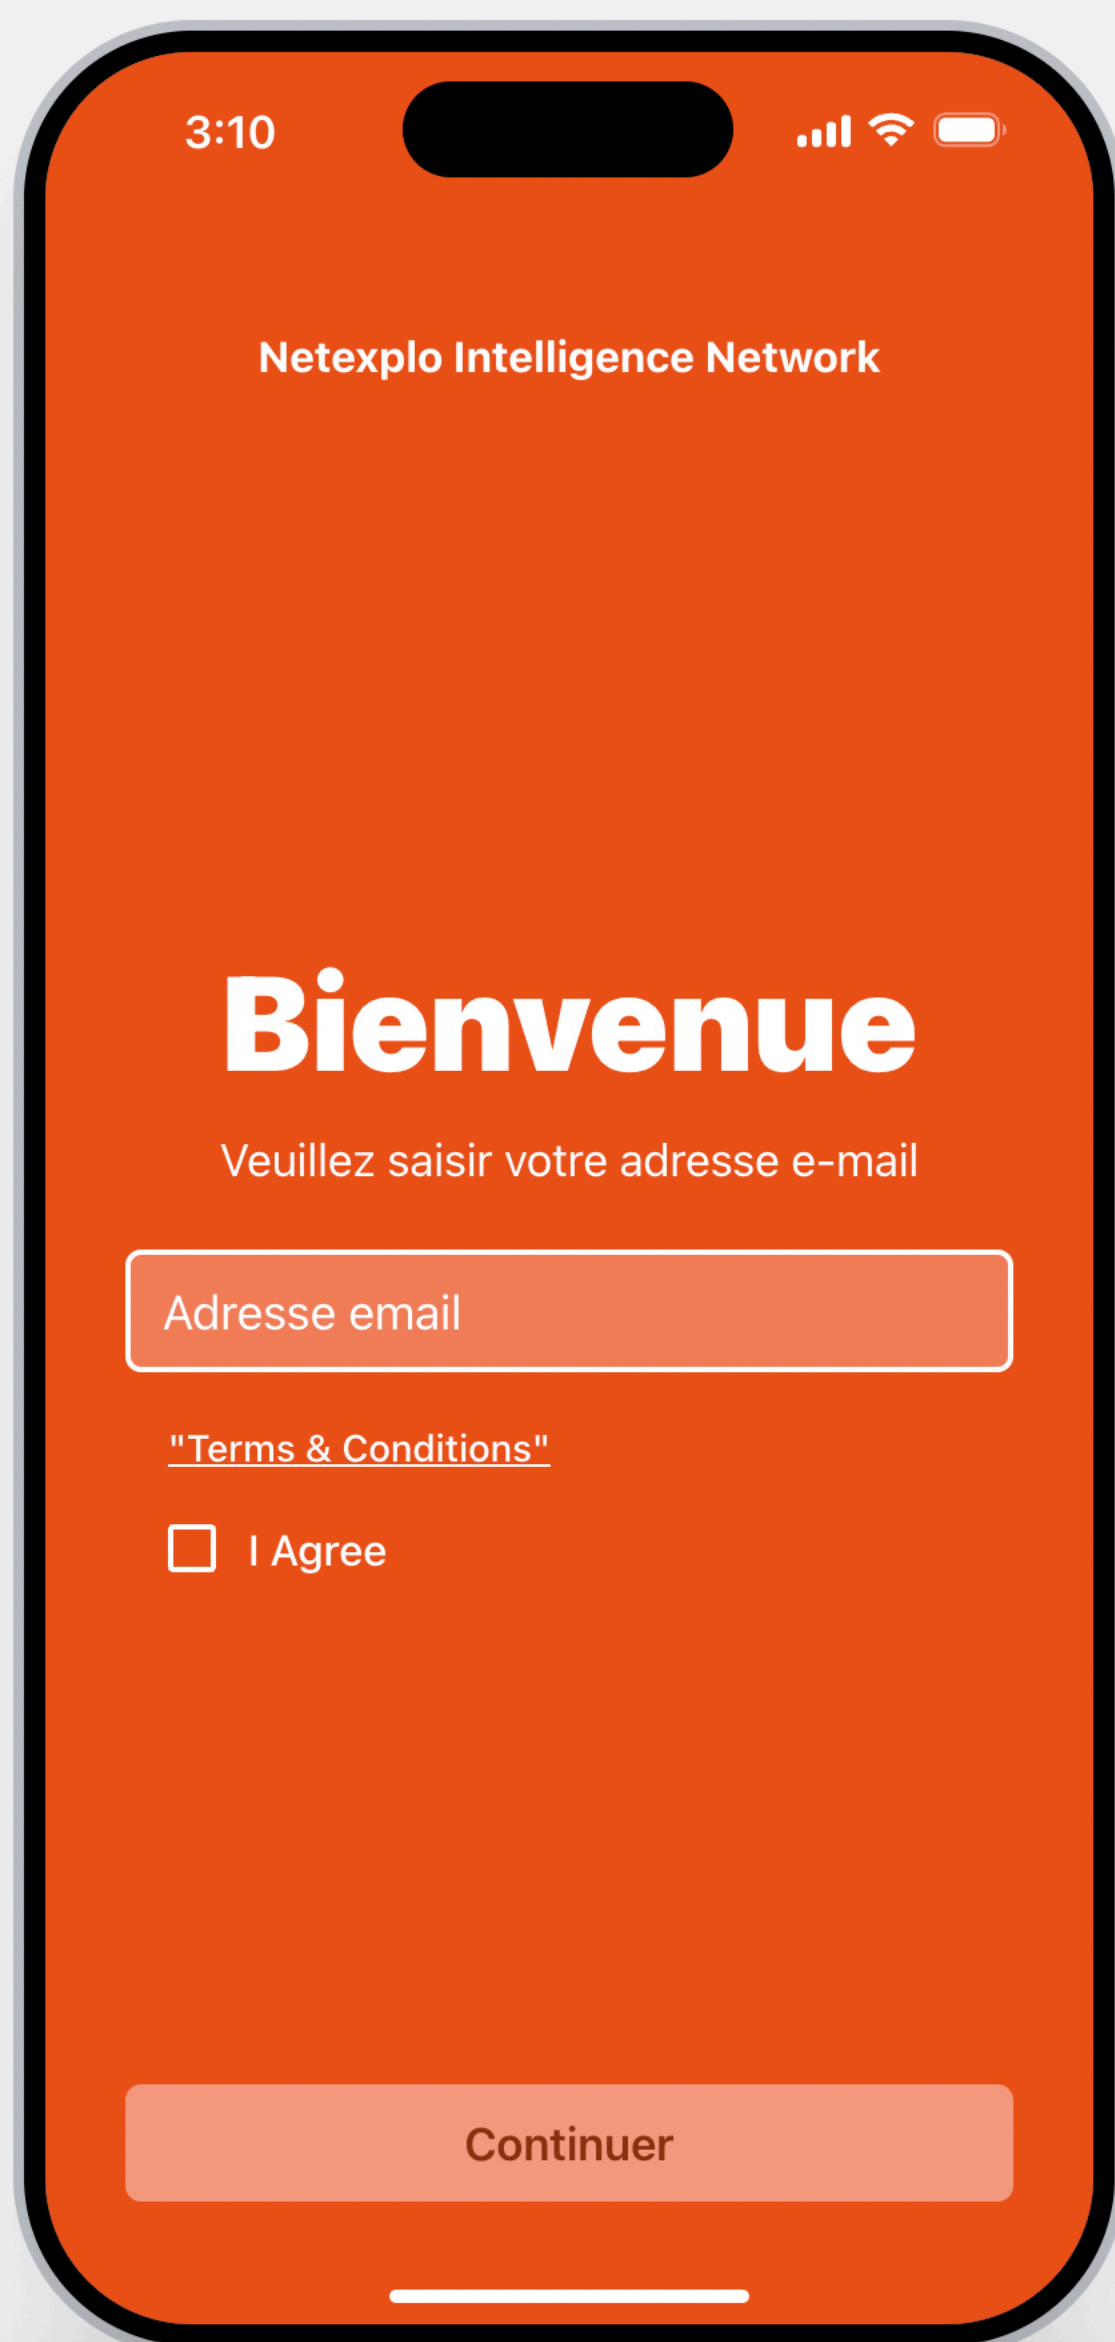 3:10
Netexplo Intelligence Network
Bienvenue
Veuillez saisir votre adresse e-mail
Adresse email
"Terms & Conditions"
I Agree
Continuer